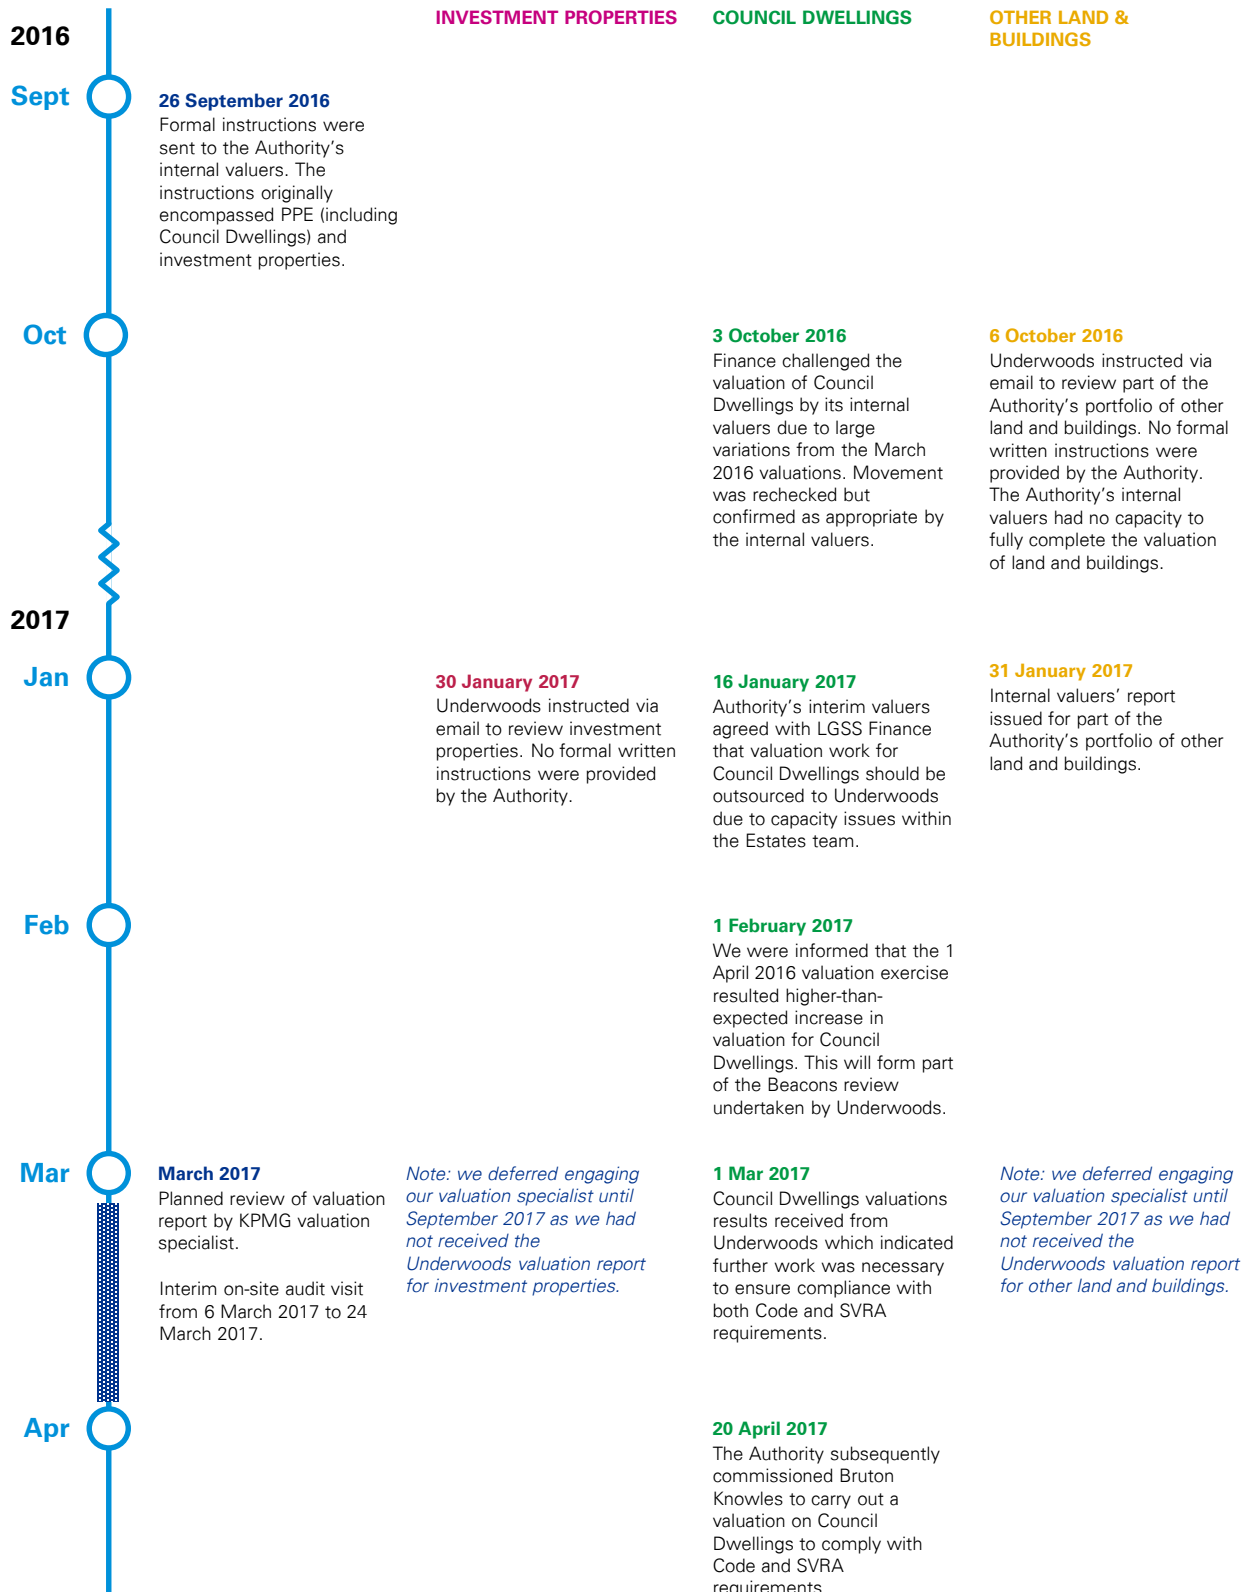 INVESTMENT PROPERTIES
COUNCIL DWELLINGS
OTHER LAND &
BUILDINGS
2016
Sept
26 September 2016
Formal instructions were
sent to the Authority’s
internal valuers. The
instructions originally
encompassed PPE (including
Council Dwellings) and
investment properties.
Oct
3 October 2016
Finance challenged the
valuation of Council
Dwellings by its internal
valuers due to large
variations from the March
2016 valuations. Movement
was rechecked but
confirmed as appropriate by
the internal valuers.
6 October 2016
Underwoods instructed via
email to review part of the
Authority’s portfolio of other
land and buildings. No formal
written instructions were
provided by the Authority.
The Authority’s internal
valuers had no capacity to
fully complete the valuation
of land and buildings.
2017
Jan
30 January 2017
Underwoods instructed via
email to review investment
properties. No formal written
instructions were provided
by the Authority.
16 January 2017
Authority’s interim valuers
agreed with LGSS Finance
that valuation work for
Council Dwellings should be
outsourced to Underwoods
due to capacity issues within
the Estates team.
31 January 2017
Internal valuers’ report
issued for part of the
Authority’s portfolio of other
land and buildings.
Feb
1 February 2017
We were informed that the 1
April 2016 valuation exercise
resulted higher-than-
expected increase in
valuation for Council
Dwellings. This will form part
of the Beacons review
undertaken by Underwoods.
Mar
March 2017
Planned review of valuation
report by KPMG valuation
specialist.
Interim on-site audit visit
from 6 March 2017 to 24
March 2017.
Note: we deferred engaging
our valuation specialist until
September 2017 as we had
not received the
Underwoods valuation report
for investment properties.
1 Mar 2017
Council Dwellings valuations
results received from
Underwoods which indicated
further work was necessary
to ensure compliance with
both Code and SVRA
requirements.
Note: we deferred engaging
our valuation specialist until
September 2017 as we had
not received the
Underwoods valuation report
for other land and buildings.
Apr
20 April 2017
The Authority subsequently
commissioned Bruton
Knowles to carry out a
valuation on Council
Dwellings to comply with
Code and SVRA
requirements